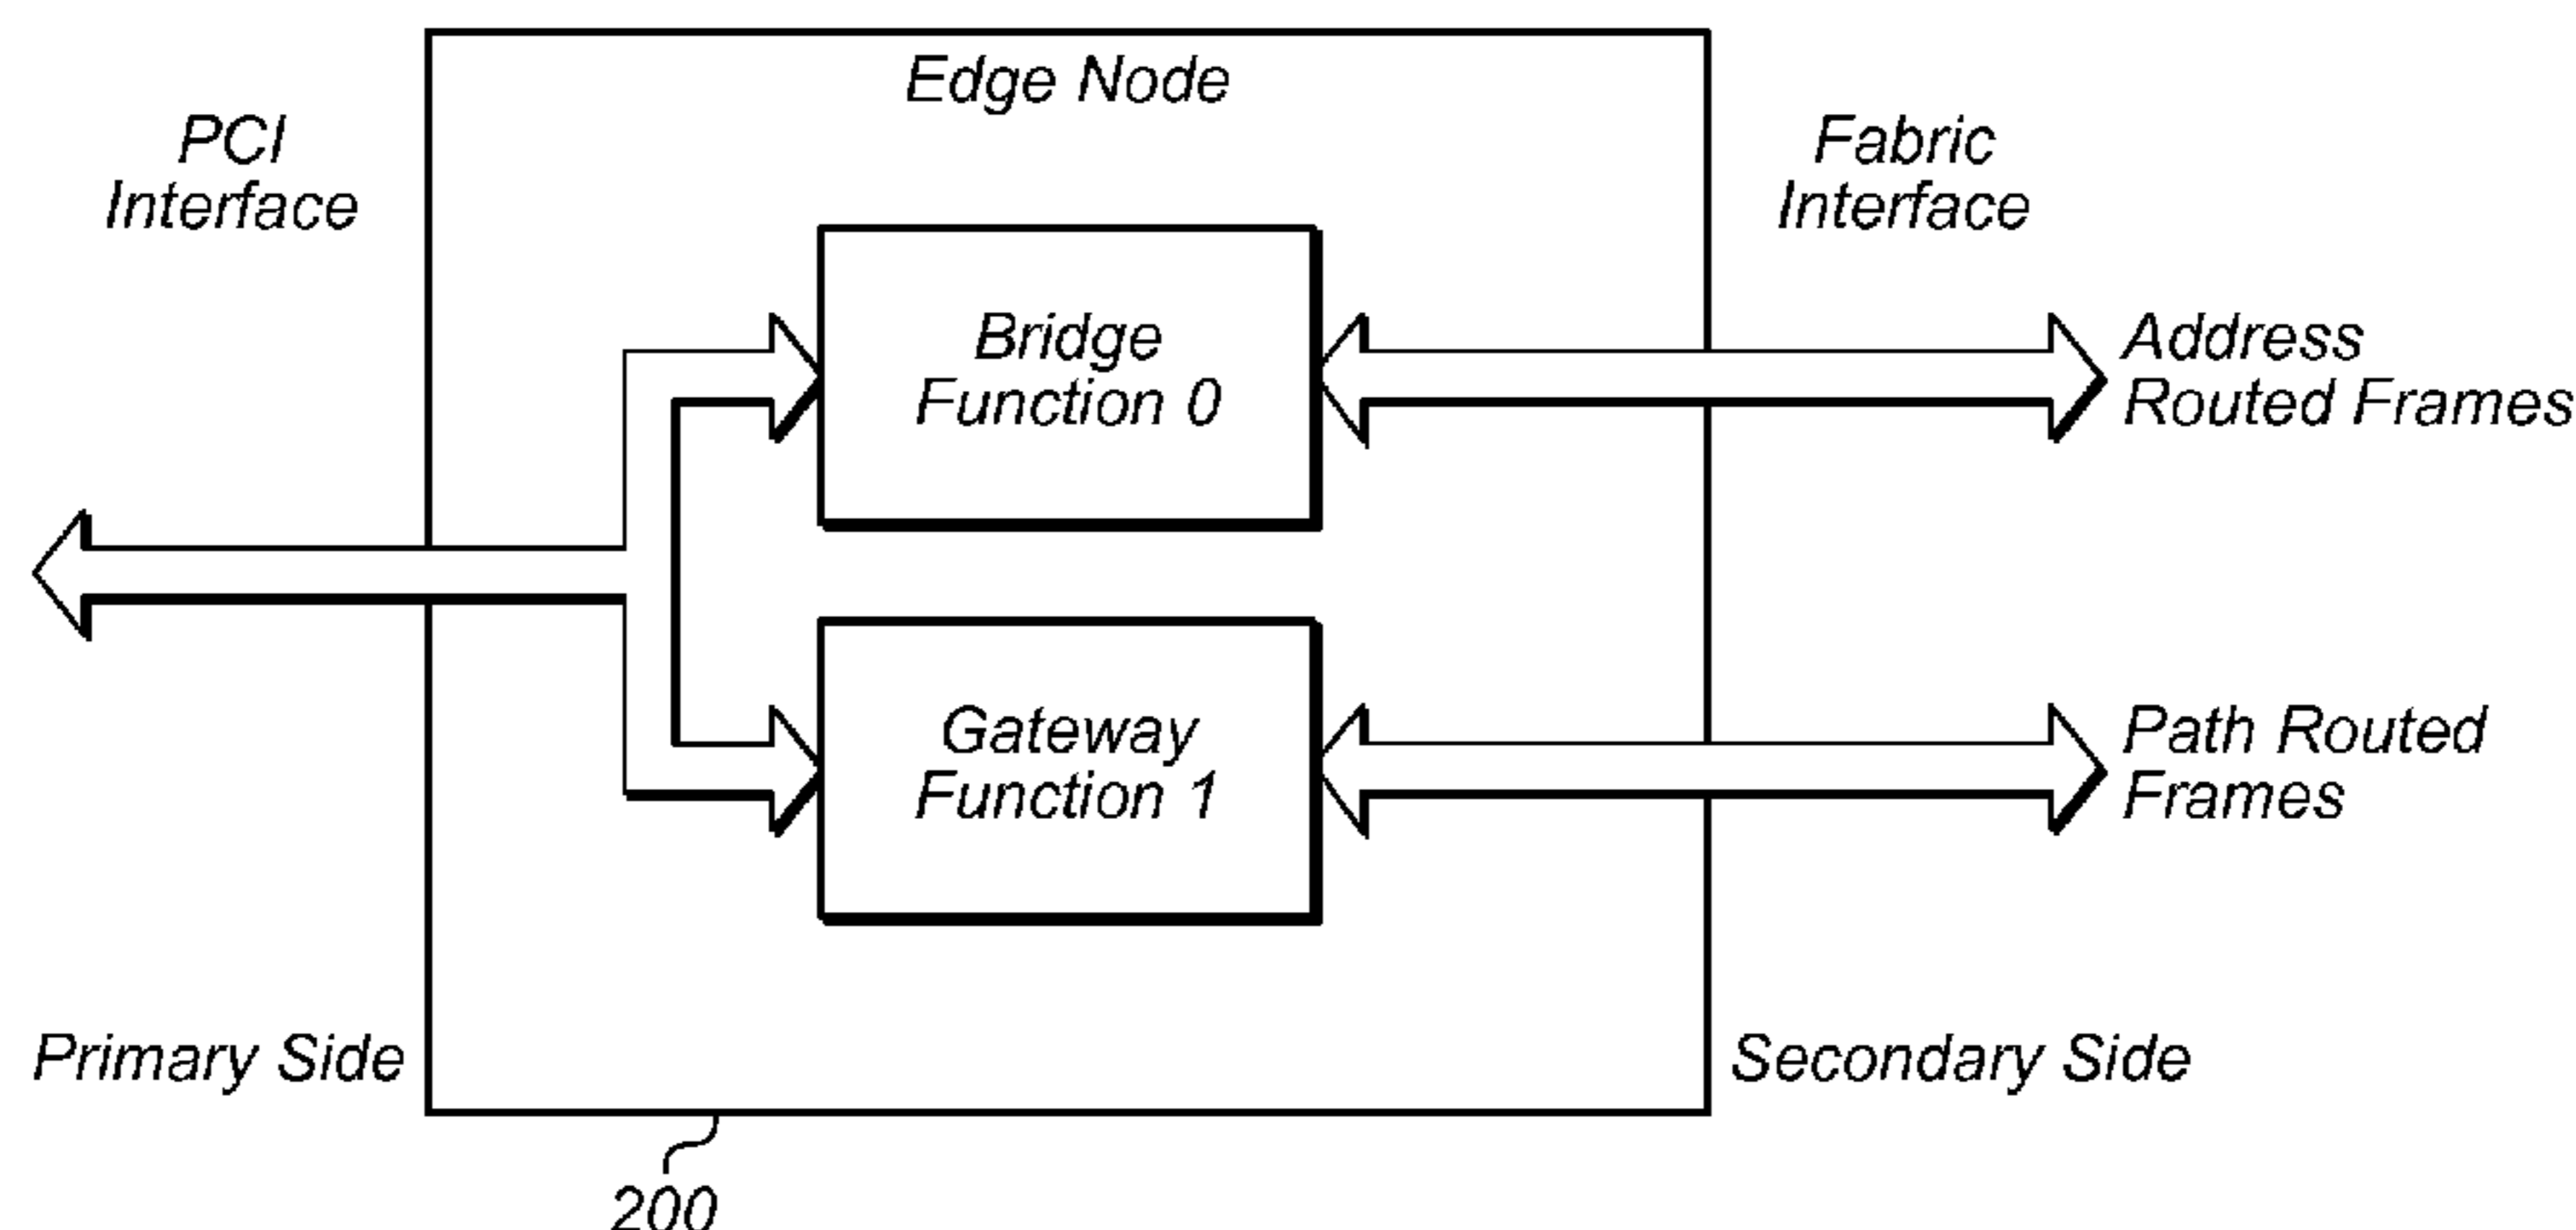 Edge Node
PCI
Interface
Fabric
Interface
Bridge
Function 0
Address
Routed Frames
Gateway
Function 1
Path Routed
Frames
Primary Side
Secondary Side
200